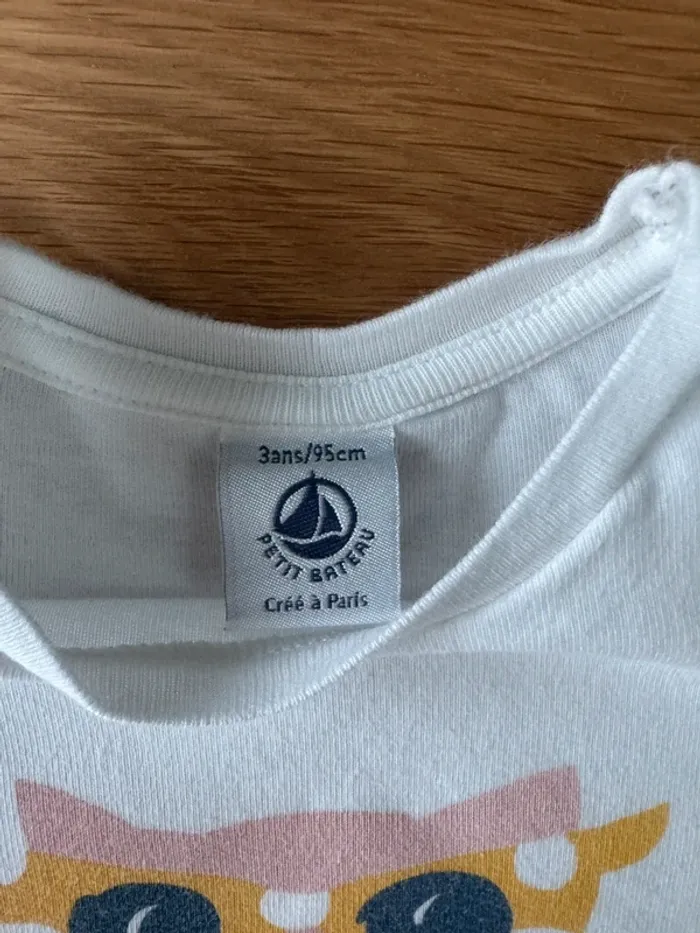 3ans/95cm
PETIT BATEAU
Créé à Paris